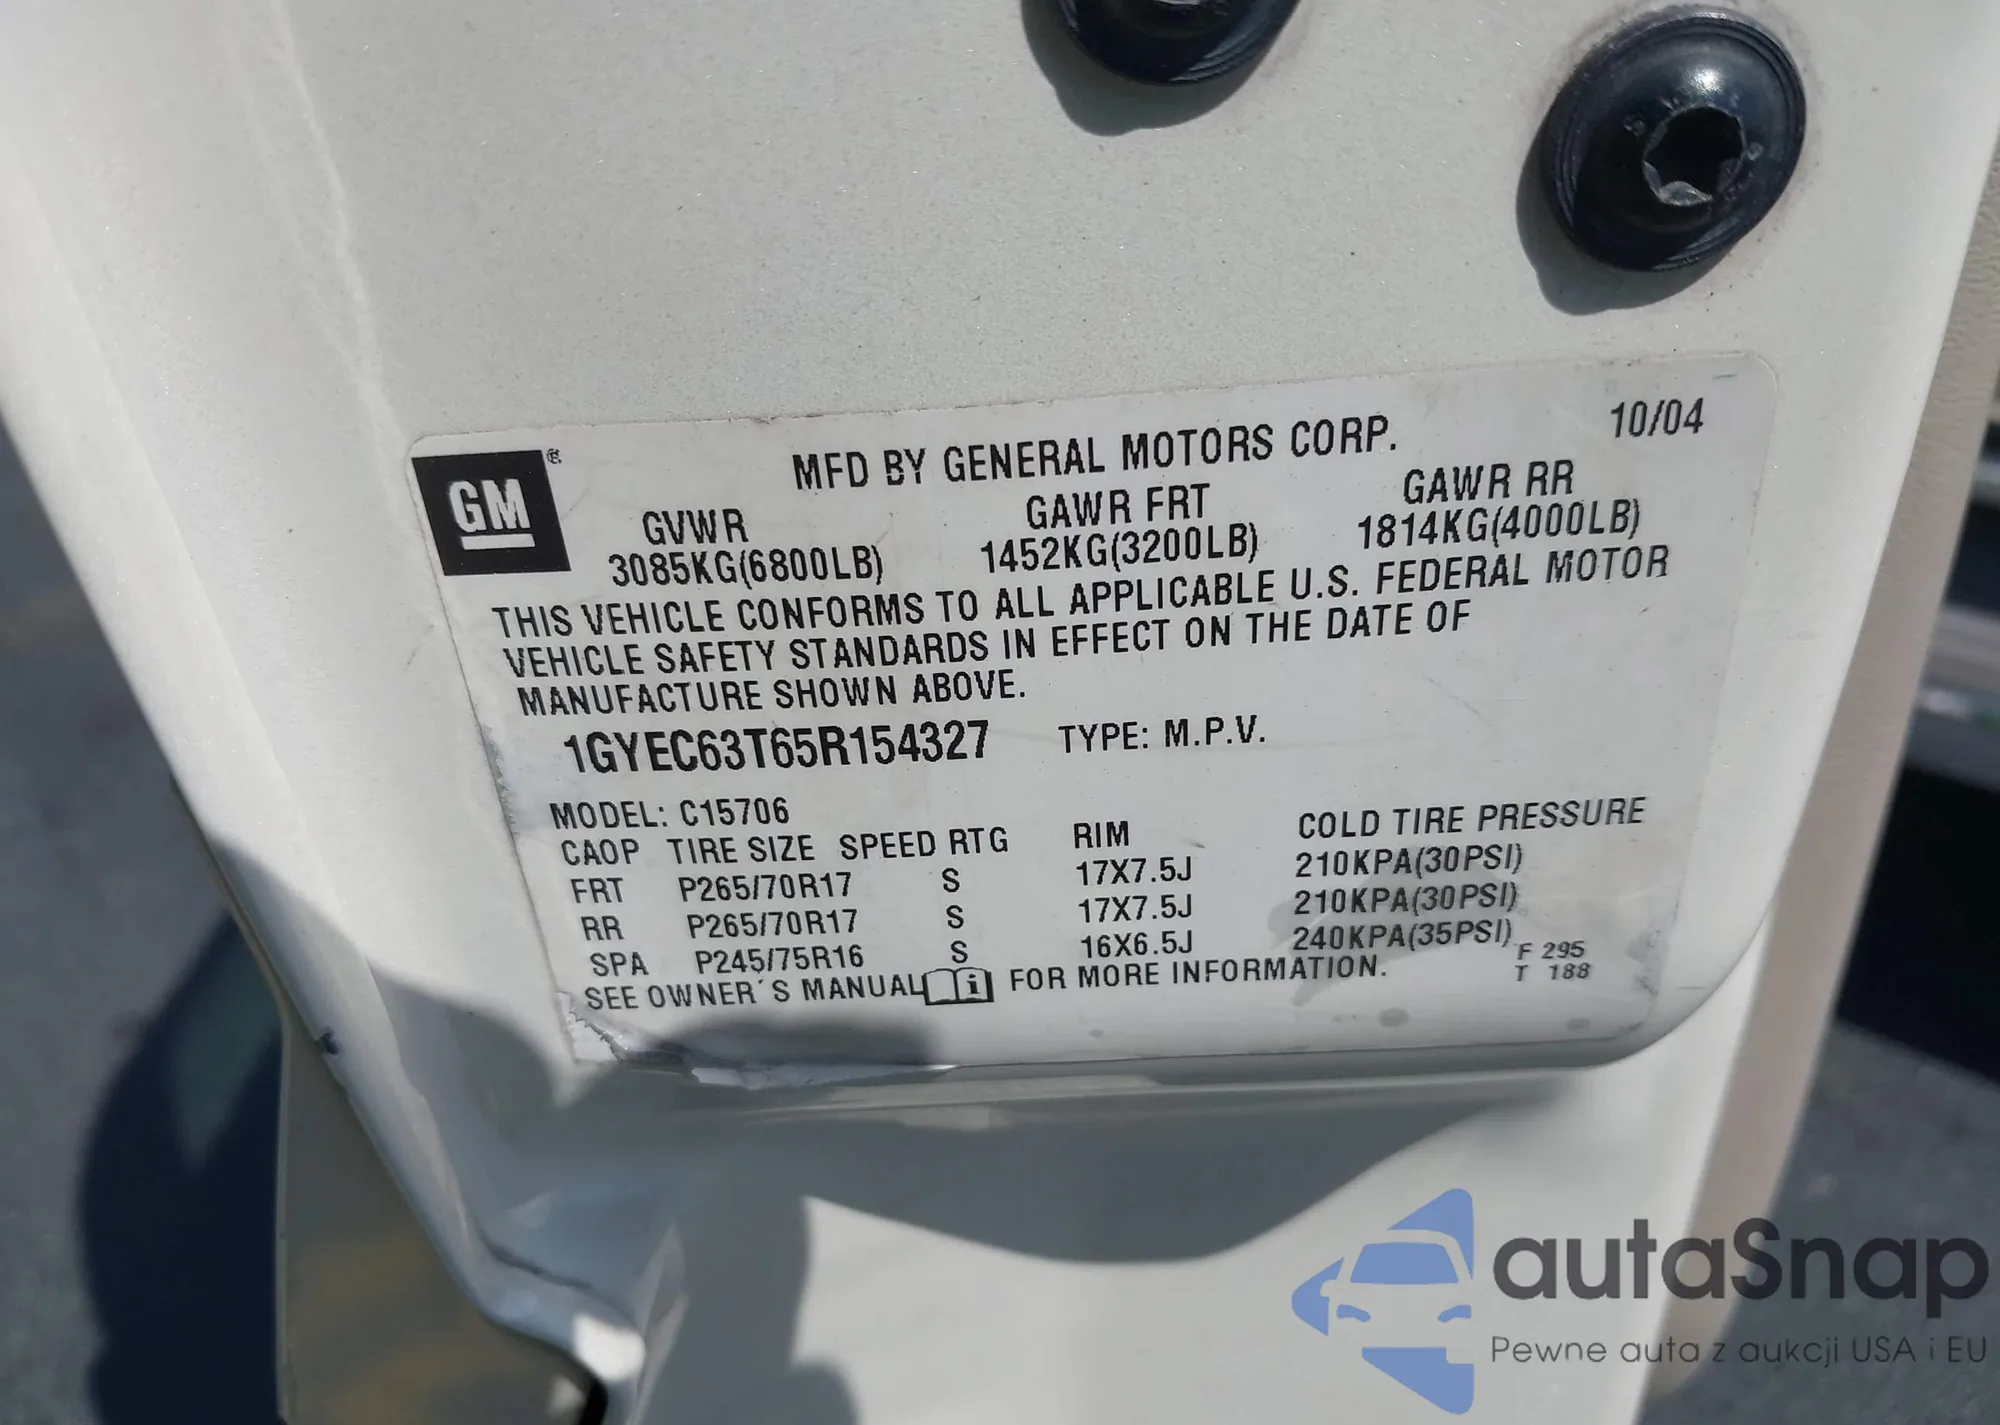 10/04
GM ®
MFD BY GENERAL MOTORS CORP.
GVWR GAWR FRT GAWR RR
3085KG(6800LB) 1452KG(3200LB) 1814KG(4000LB)
THIS VEHICLE CONFORMS TO ALL APPLICABLE U.S. FEDERAL MOTOR
VEHICLE SAFETY STANDARDS IN EFFECT ON THE DATE OF
MANUFACTURE SHOWN ABOVE.
1GYEC63T65R154327 TYPE: M.P.V.
MODEL: C15706
CAOP TIRE SIZE SPEED RTG RIM COLD TIRE PRESSURE
FRT P265/70R17 S 17X7.5J 210KPA(30PSI)
RR P265/70R17 S 17X7.5J 210KPA(30PSI)
SPA P245/75R16 S 16X6.5J 240KPA(35PSI)
SEE OWNER'S MANUAL i FOR MORE INFORMATION.
F 295
T 188
autaSnap
Pewne auta z aukcji USA i EU